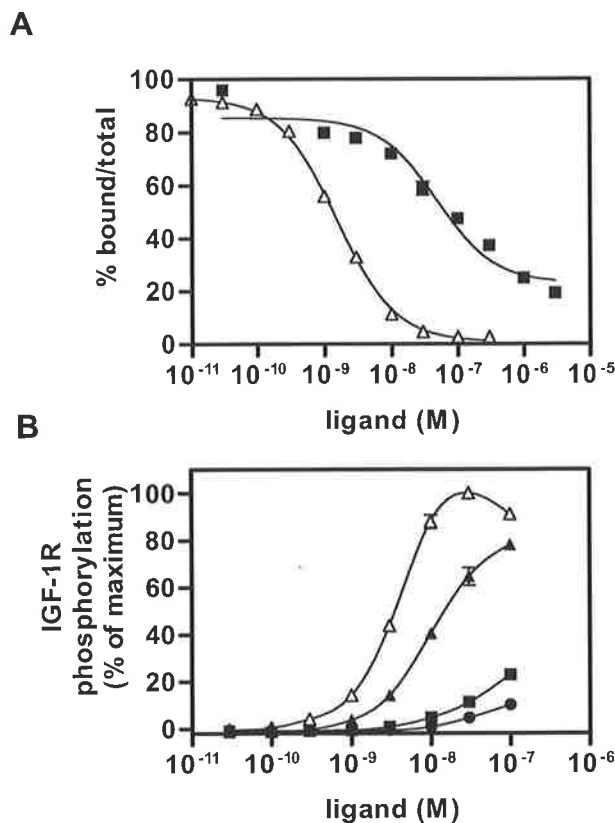 A
100
80
60
40
20
0
% bound/total
10-11 10-10 10-9 10-8 10-7 10-6 10-5
ligand (M)
B
100
80
60
40
20
0
IGF-1R
phosphorylation
(% of maximum)
10-11 10-10 10-9 10-8 10-7 10-6
ligand (M)